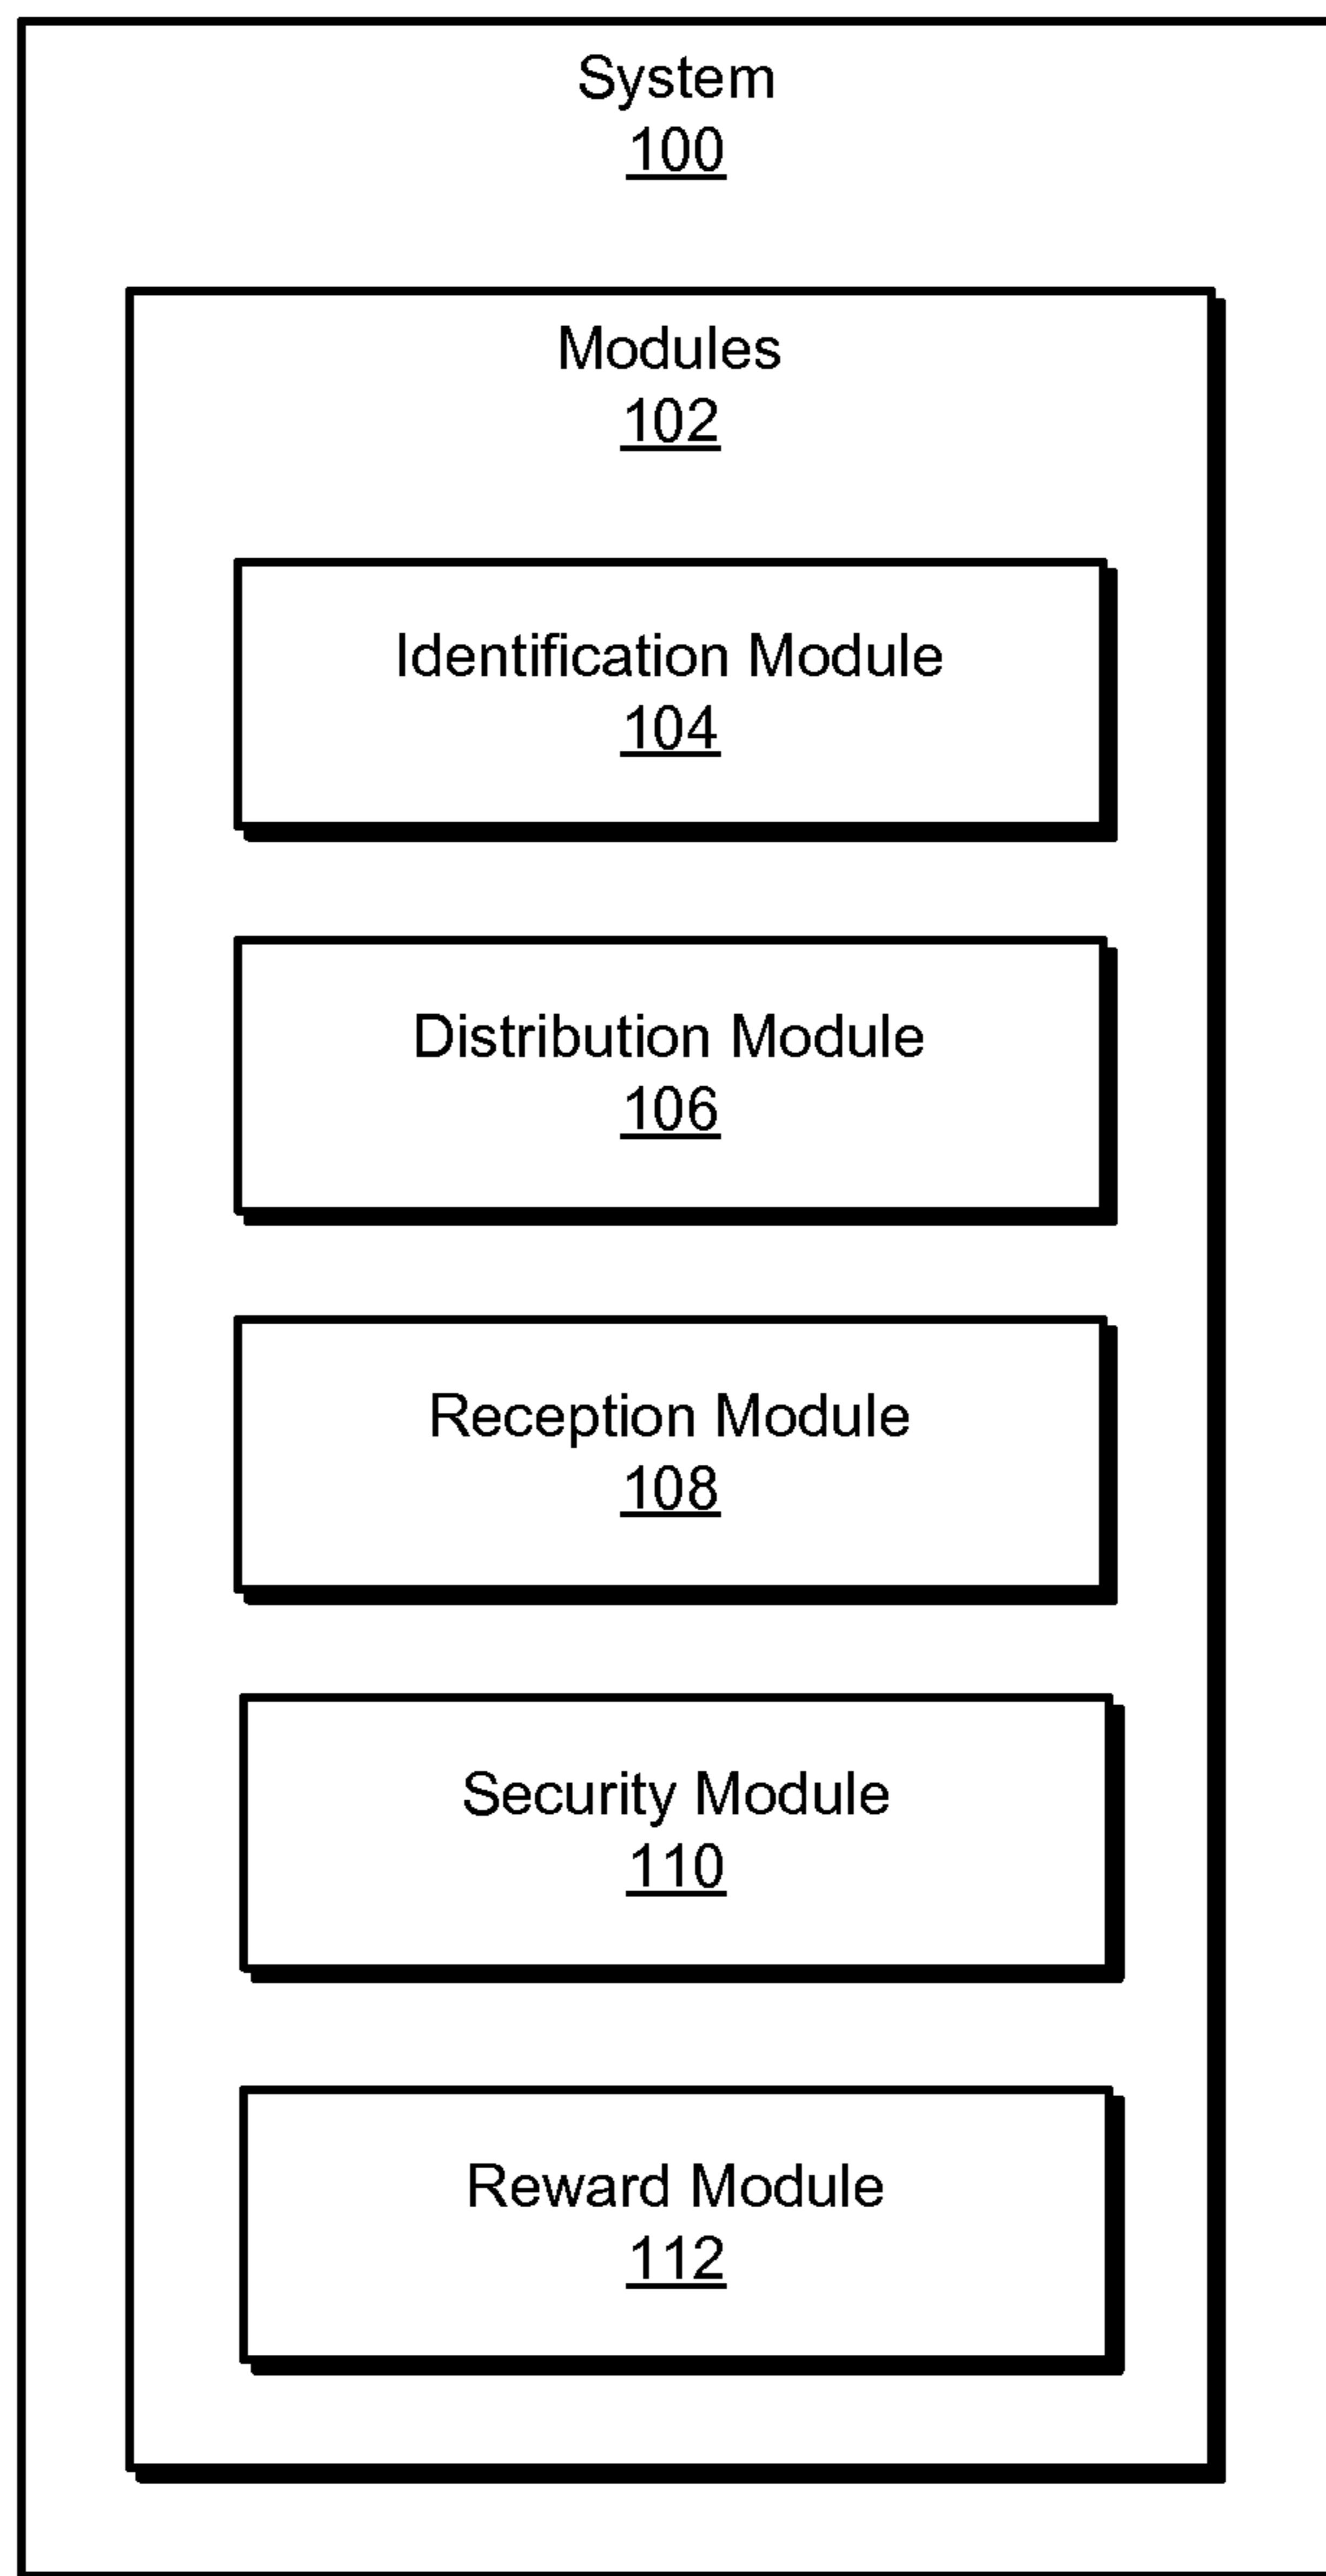 System
100
Modules
102
Identification Module
104
Distribution Module
106
Reception Module
108
Security Module
110
Reward Module
112